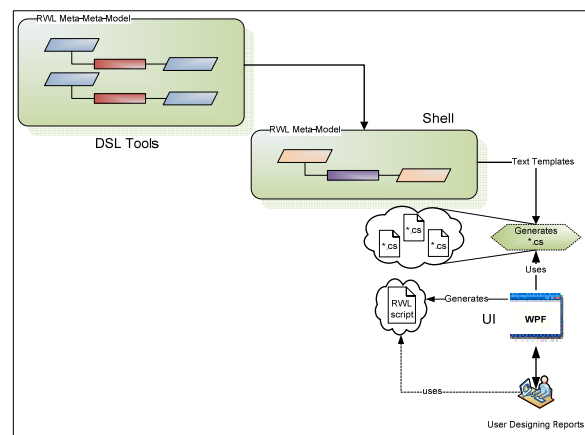 RWL Meta-Meta-Model
DSL Tools
Shell
RWL Meta-Model
Text Templates
*.cs
*.cs
*.cs
Generates
*.cs
Uses
RWL
script
Generates
UI
WPF
uses
User Designing Reports